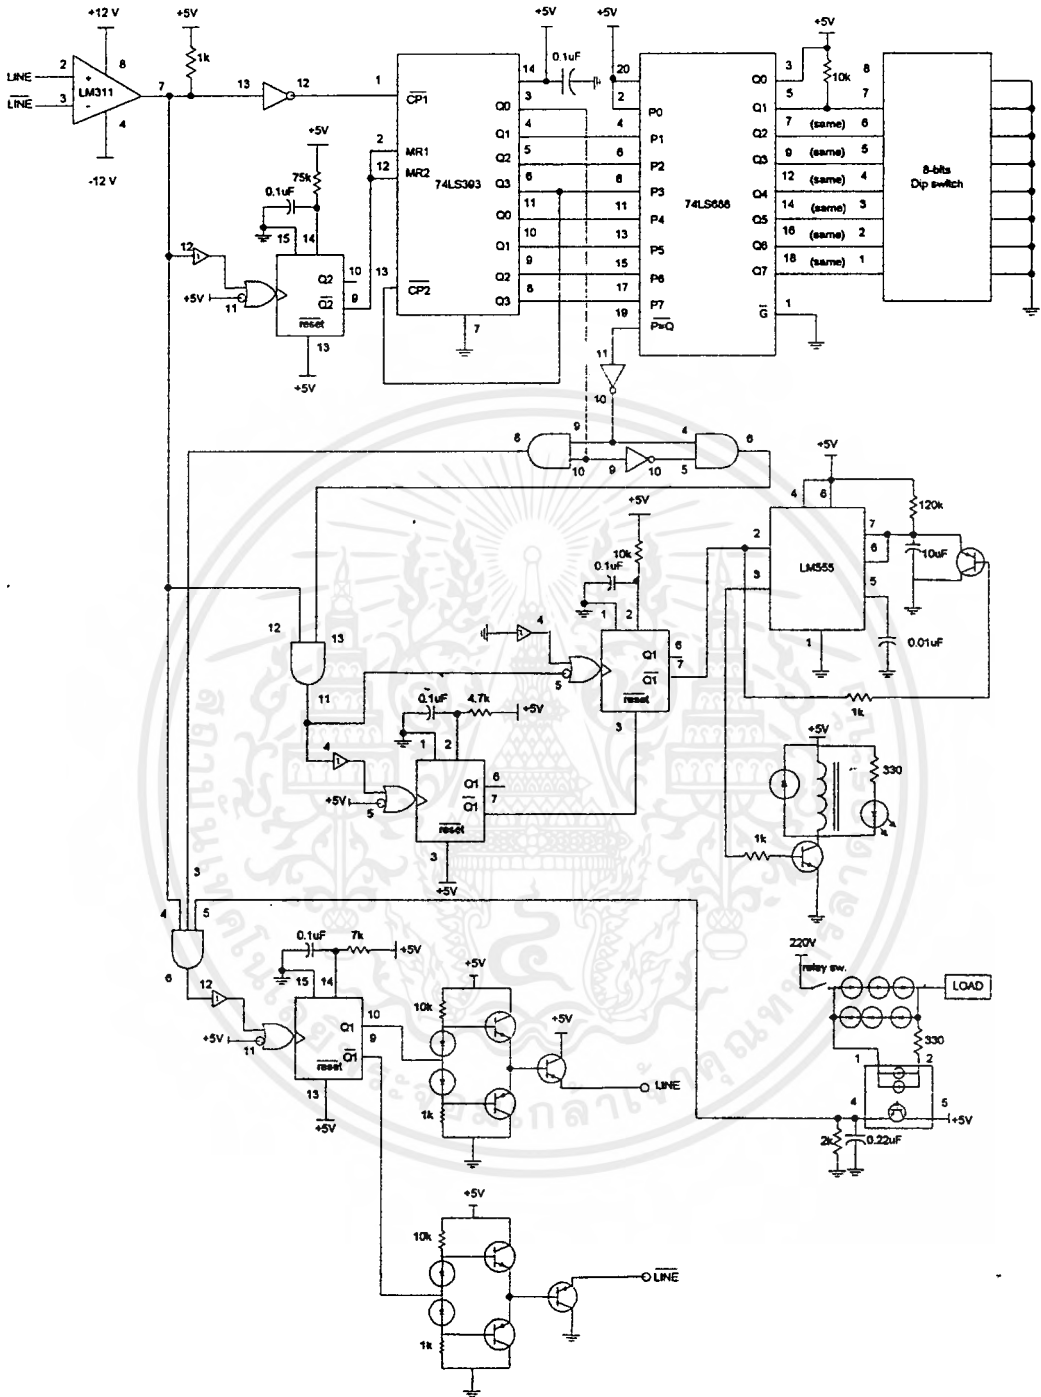 +12 V
+5V
+5V
+5V
+5V
LINE
2
+
LM311
8
7
1k
13
12
1
CP1
14
0.1uF
20
P0
Q0
3
10k
8
LINE
3
-
4
-12 V
3
Q0
2
Q1
5
7
4
Q1
4
P1
Q2
7
(same)
6
+5V
2
MR1
5
Q2
6
P2
Q3
9
(same)
5
8-bits
Dip switch
12
MR2
74LS393
6
Q3
8
P3
74LS688
Q4
12
(same)
4
75k
0.1uF
11
Q0
11
P4
Q5
14
(same)
3
15
14
10
Q1
13
P5
Q6
16
(same)
2
12
1
13
CP2
9
Q2
15
P6
Q7
18
(same)
1
Q2
10
Q2
9
8
Q3
17
P7
G
1
+5V
11
reset
13
+5V
7
19
P=Q
11
10
8
9
10
9
10
4
5
6
+5V
+5V
4
6
120k
10k
0.1uF
2
7
6
10uF
LM555
3
5
1
0.01uF
1
2
12
13
4
1
5
Q1
6
Q1
7
reset
3
11
0.1uF
4.7k
+5V
1k
4
1
1
2
+5V
+5V
5
Q1
6
Q1
7
reset
3
+5V
330
1k
3
4
5
6
0.1uF
7k
+5V
+5V
220V
relay sw.
LOAD
15
14
12
1
10k
330
+5V
11
Q1
10
Q1
9
reset
13
+5V
+5V
1k
LINE
1
2
4
5
+5V
2k
0.22uF
+5V
10k
1k
LINE